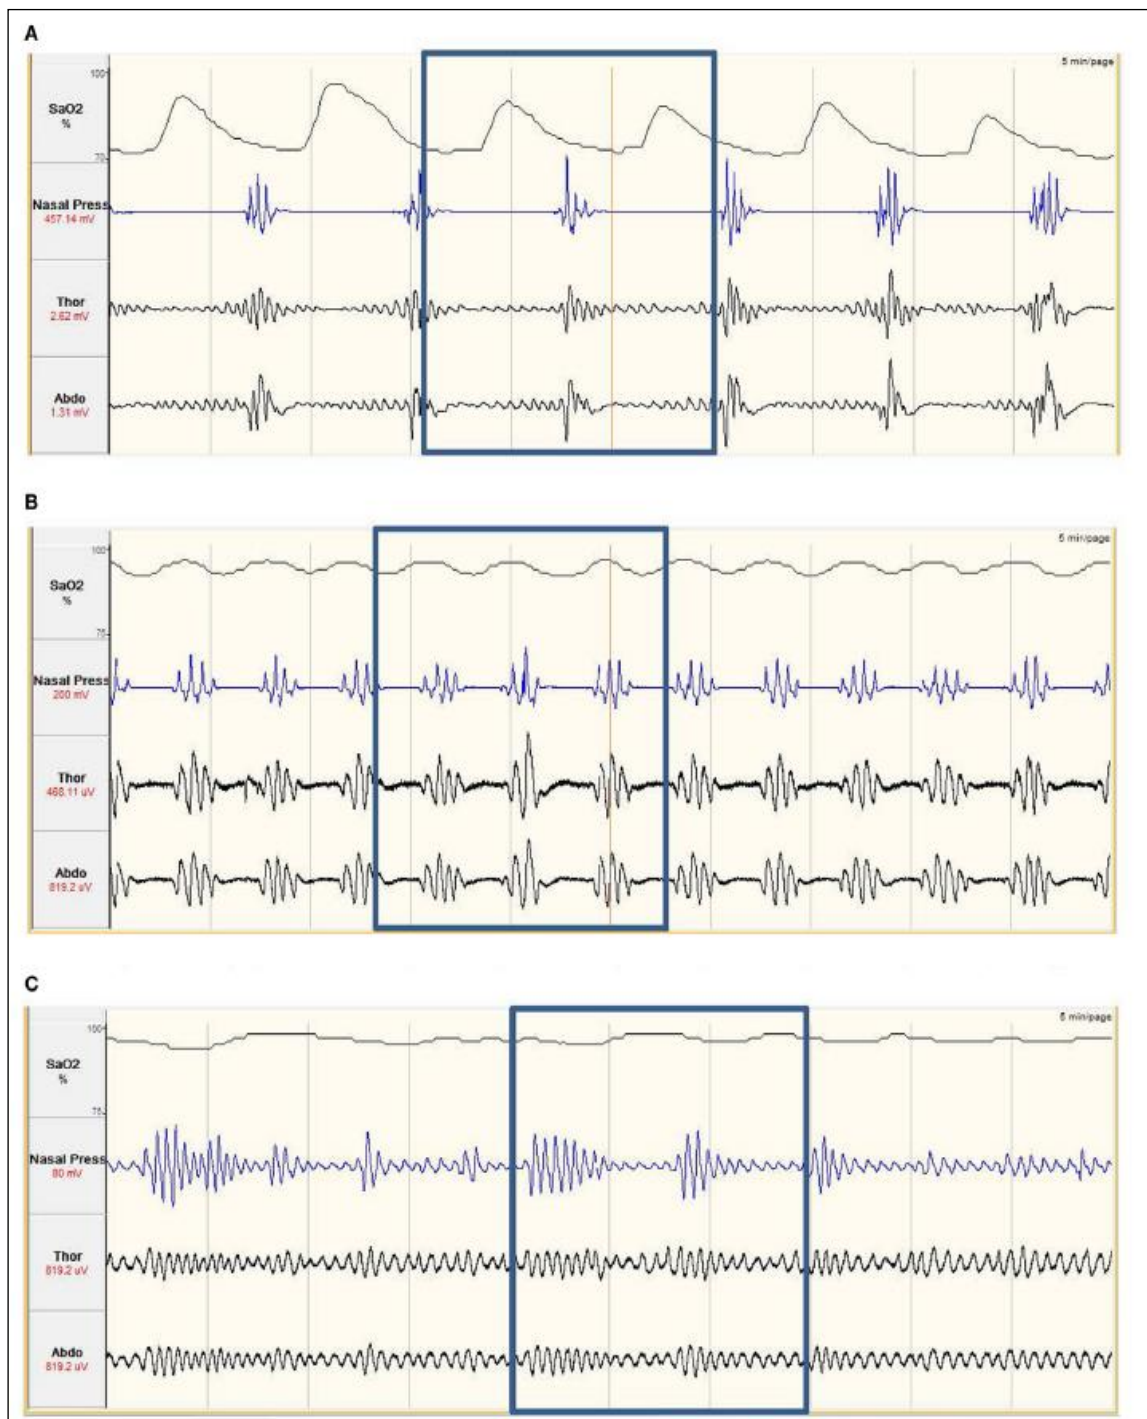 A
5 min/page
100
SaO2
%
70
Nasal Press
457.14 mV
Thor
2.62 mV
Abdo
1.31 mV
B
5 min/page
100
SaO2
%
75
Nasal Press
200 mV
Thor
468.11 uV
Abdo
819.2 uV
C
5 min/page
100
SaO2
%
75
Nasal Press
80 mV
Thor
819.2 uV
Abdo
819.2 uV